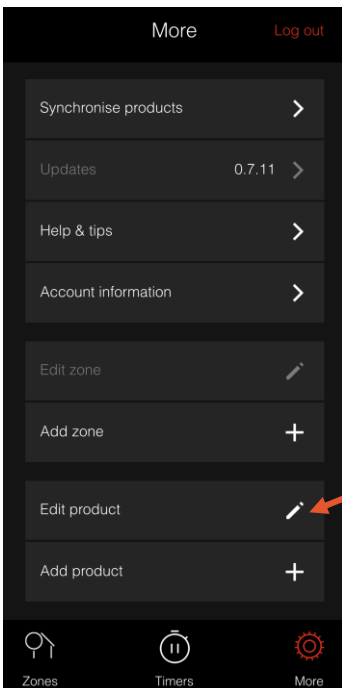 More Log out
Synchronise products
Updates 0.7.11
Help & tips
Account information
Edit zone
Add zone
Edit product
Add product
Zones Timers More